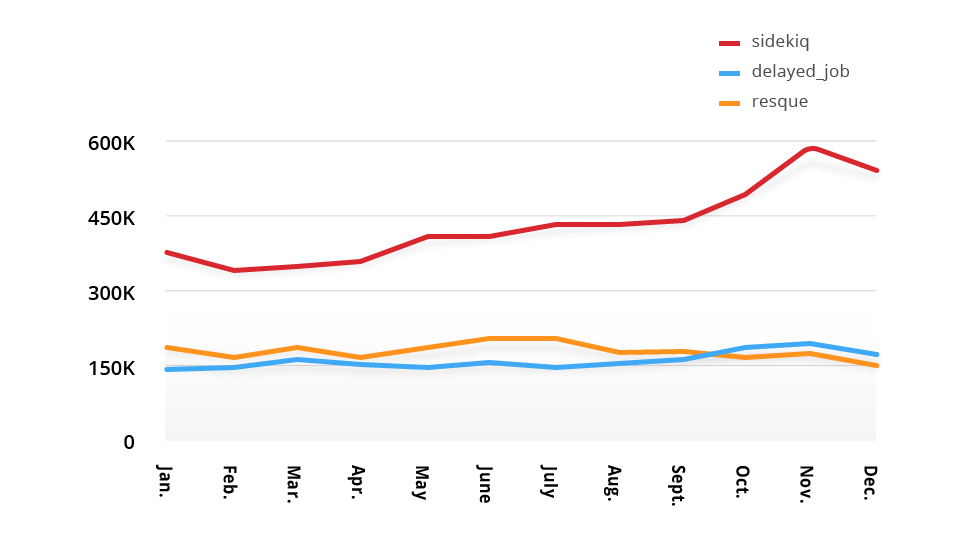 sidekiq
delayed_job
resque
600K
450K
300K
150K
0
Jan.
Feb.
Mar.
Apr.
May
June
July
Aug.
Sept.
Oct.
Nov.
Dec.